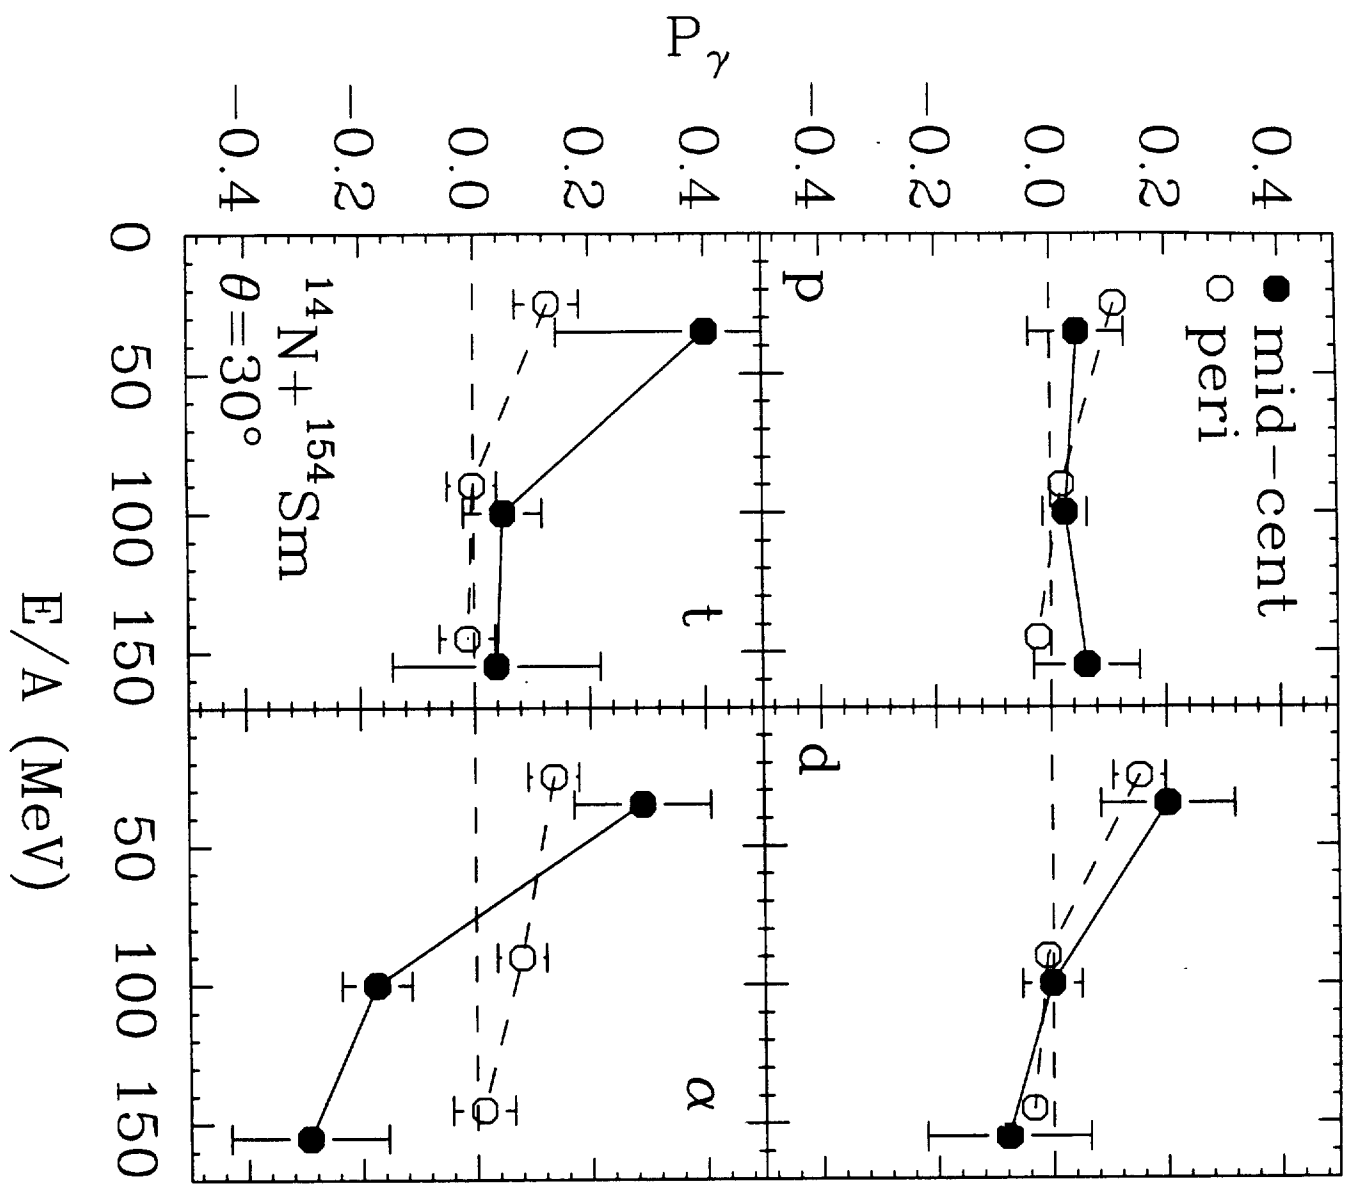 ● mid-cent
○ peri
p
d
0.4
0.2
0.0
−0.2
−0.4
t
α
¹⁴N+¹⁵⁴Sm
θ=30°
0.4
0.2
0.0
−0.2
−0.4
P_γ
0 50 100 150
50 100 150
E/A (MeV)